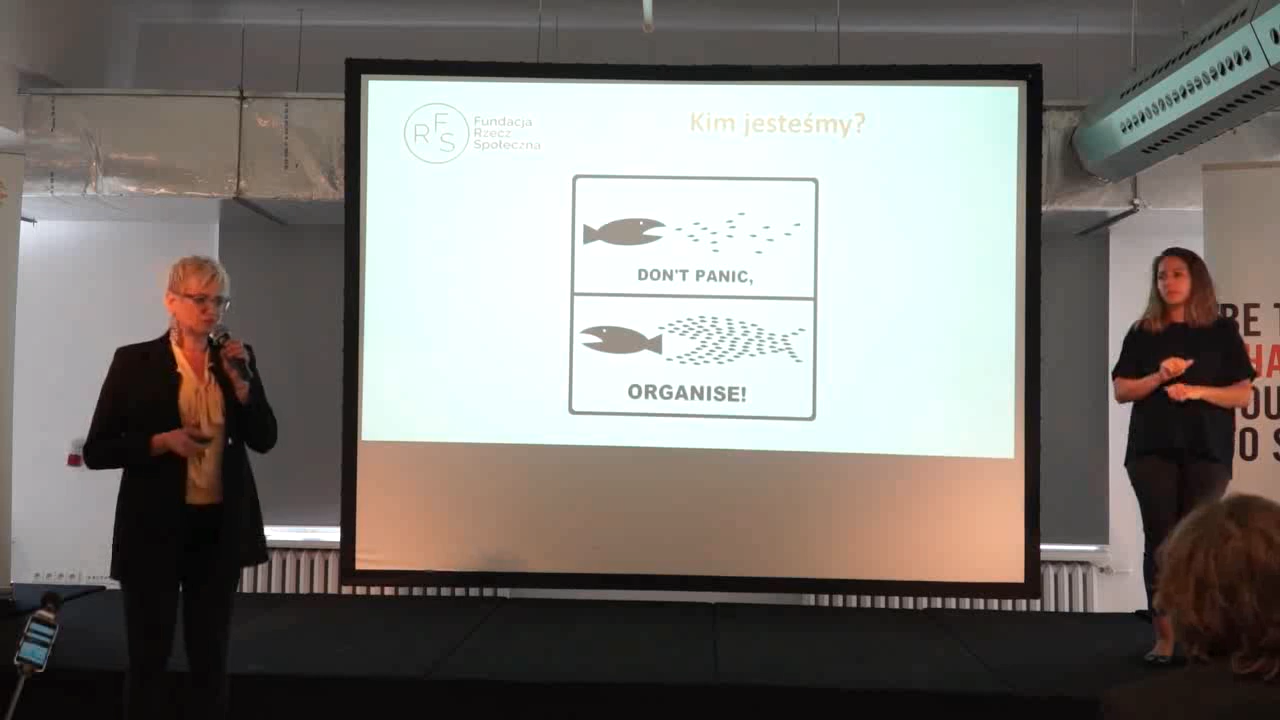 RFS
Fundacja
Rzecz
Społeczna
Kim jesteśmy?
DON'T PANIC,
ORGANISE!